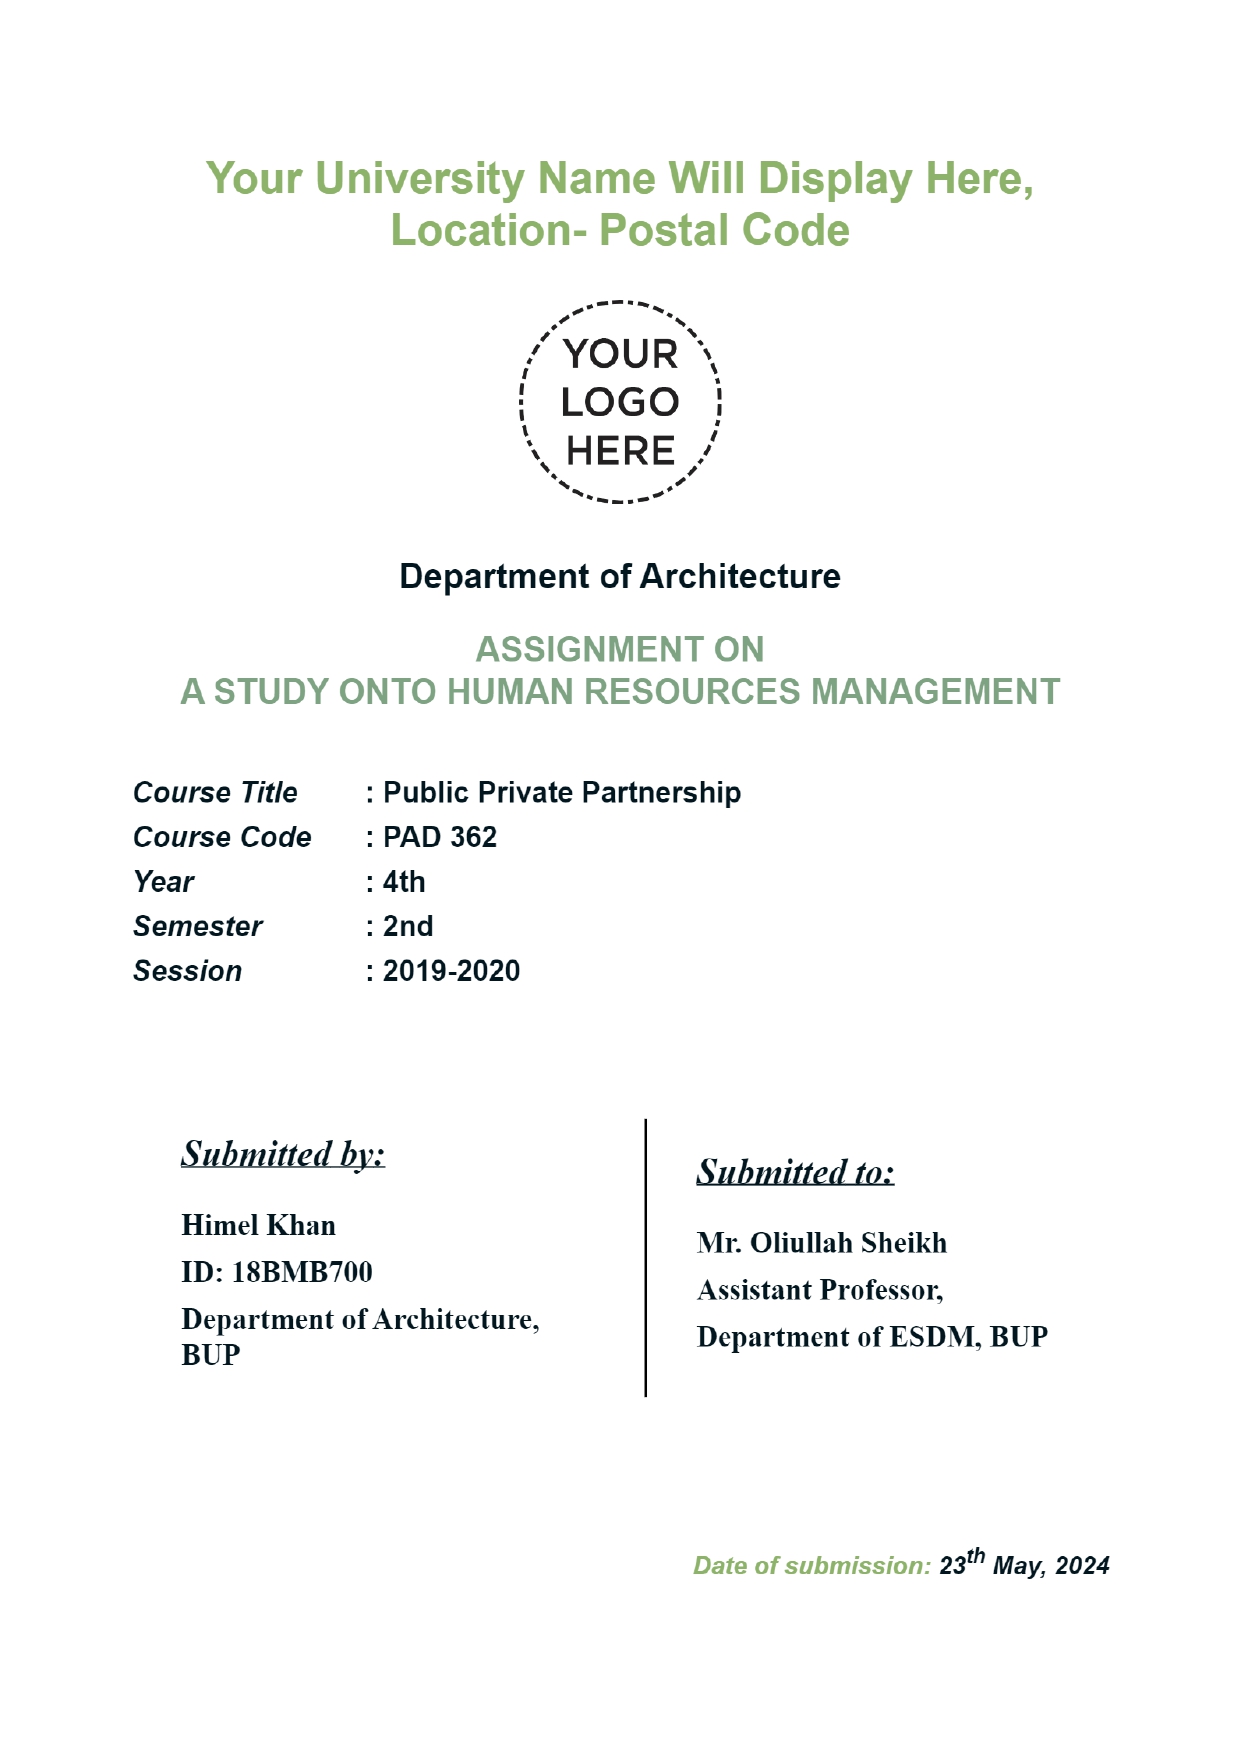 Your University Name Will Display Here,
Location- Postal Code
YOUR
LOGO
HERE
Department of Architecture
ASSIGNMENT ON
A STUDY ONTO HUMAN RESOURCES MANAGEMENT
Course Title : Public Private Partnership
Course Code : PAD 362
Year : 4th
Semester : 2nd
Session : 2019-2020
Submitted by:
Himel Khan
ID: 18BMB700
Department of Architecture,
BUP
Submitted to:
Mr. Oliullah Sheikh
Assistant Professor,
Department of ESDM, BUP
Date of submission: 23th May, 2024